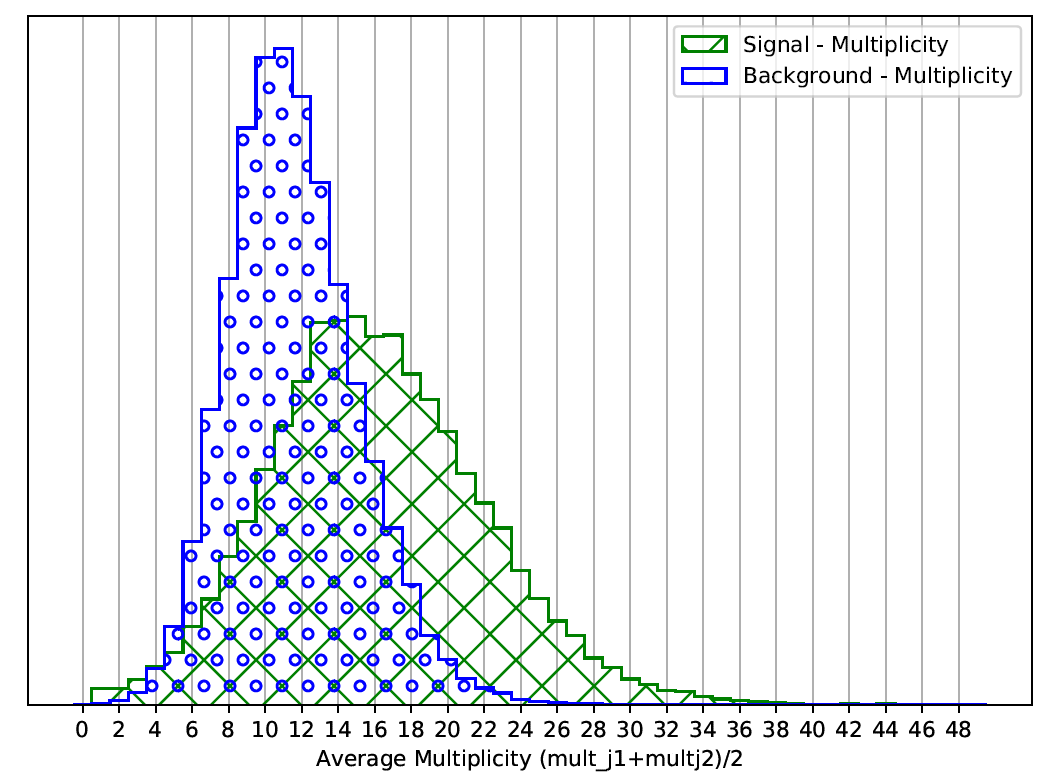 Signal - Multiplicity
Background - Multiplicity
0 2 4 6 8 10 12 14 16 18 20 22 24 26 28 30 32 34 36 38 40 42 44 46 48
Average Multiplicity (mult_j1+multj2)/2